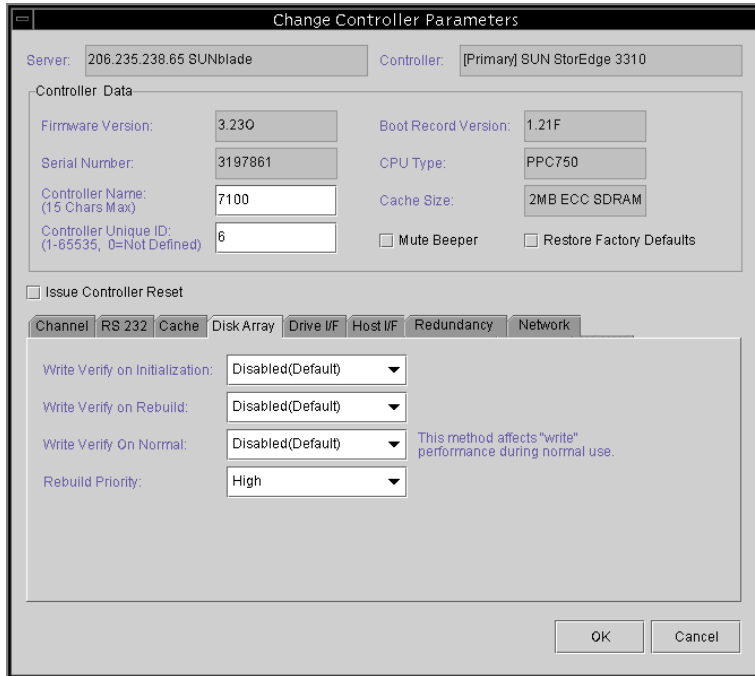 Change Controller Parameters
Server: 206.235.238.65 SUNblade Controller: [Primary] SUN StorEdge 3310
Controller Data
Firmware Version: 3.23Q Boot Record Version: 1.21F
Serial Number: 3197861 CPU Type: PPC750
Controller Name: (15 Chars Max) 7100 Cache Size: 2MB ECC SDRAM
Controller Unique ID: (1-65535, 0=Not Defined) 6 Mute Beeper Restore Factory Defaults
Issue Controller Reset
Channel RS 232 Cache Disk Array Drive I/F Host I/F Redundancy Network
Write Verify on Initialization: Disabled(Default)
Write Verify on Rebuild: Disabled(Default)
Write Verify On Normal: Disabled(Default) This method affects "write" performance during normal use.
Rebuild Priority: High
OK Cancel